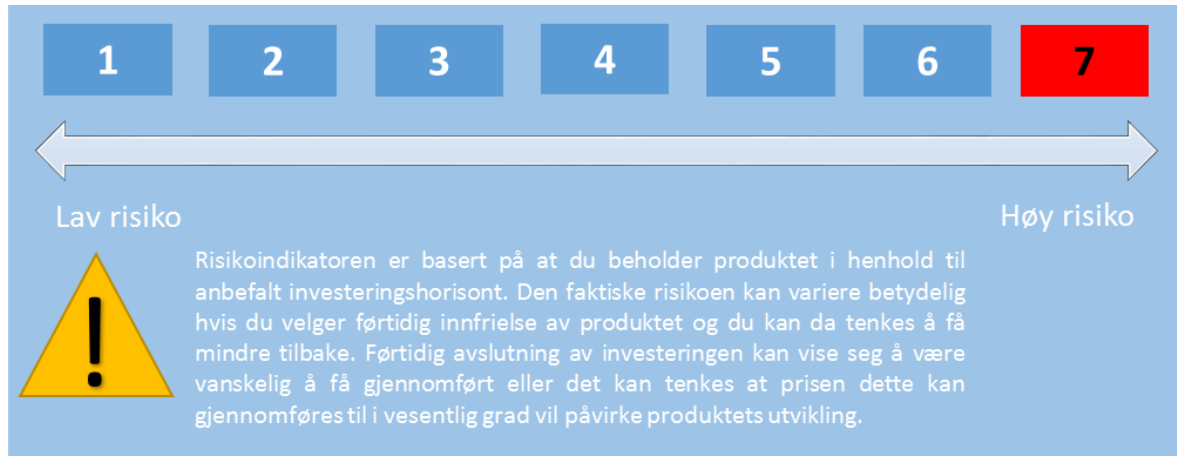 1 2 3 4 5 6 7
Lav risiko
Høy risiko
!
Risikoindikatoren er basert på at du beholder produktet i henhold til
anbefalt investeringshorisont. Den faktiske risikoen kan variere betydelig
hvis du velger førtidig innfrielse av produktet og du kan da tenkes å få
mindre tilbake. Førtidig avslutning av investeringen kan vise seg å være
vanskelig å få gjennomført eller det kan tenkes at prisen dette kan
gjennomføres til i vesentlig grad vil påvirke produktets utvikling.